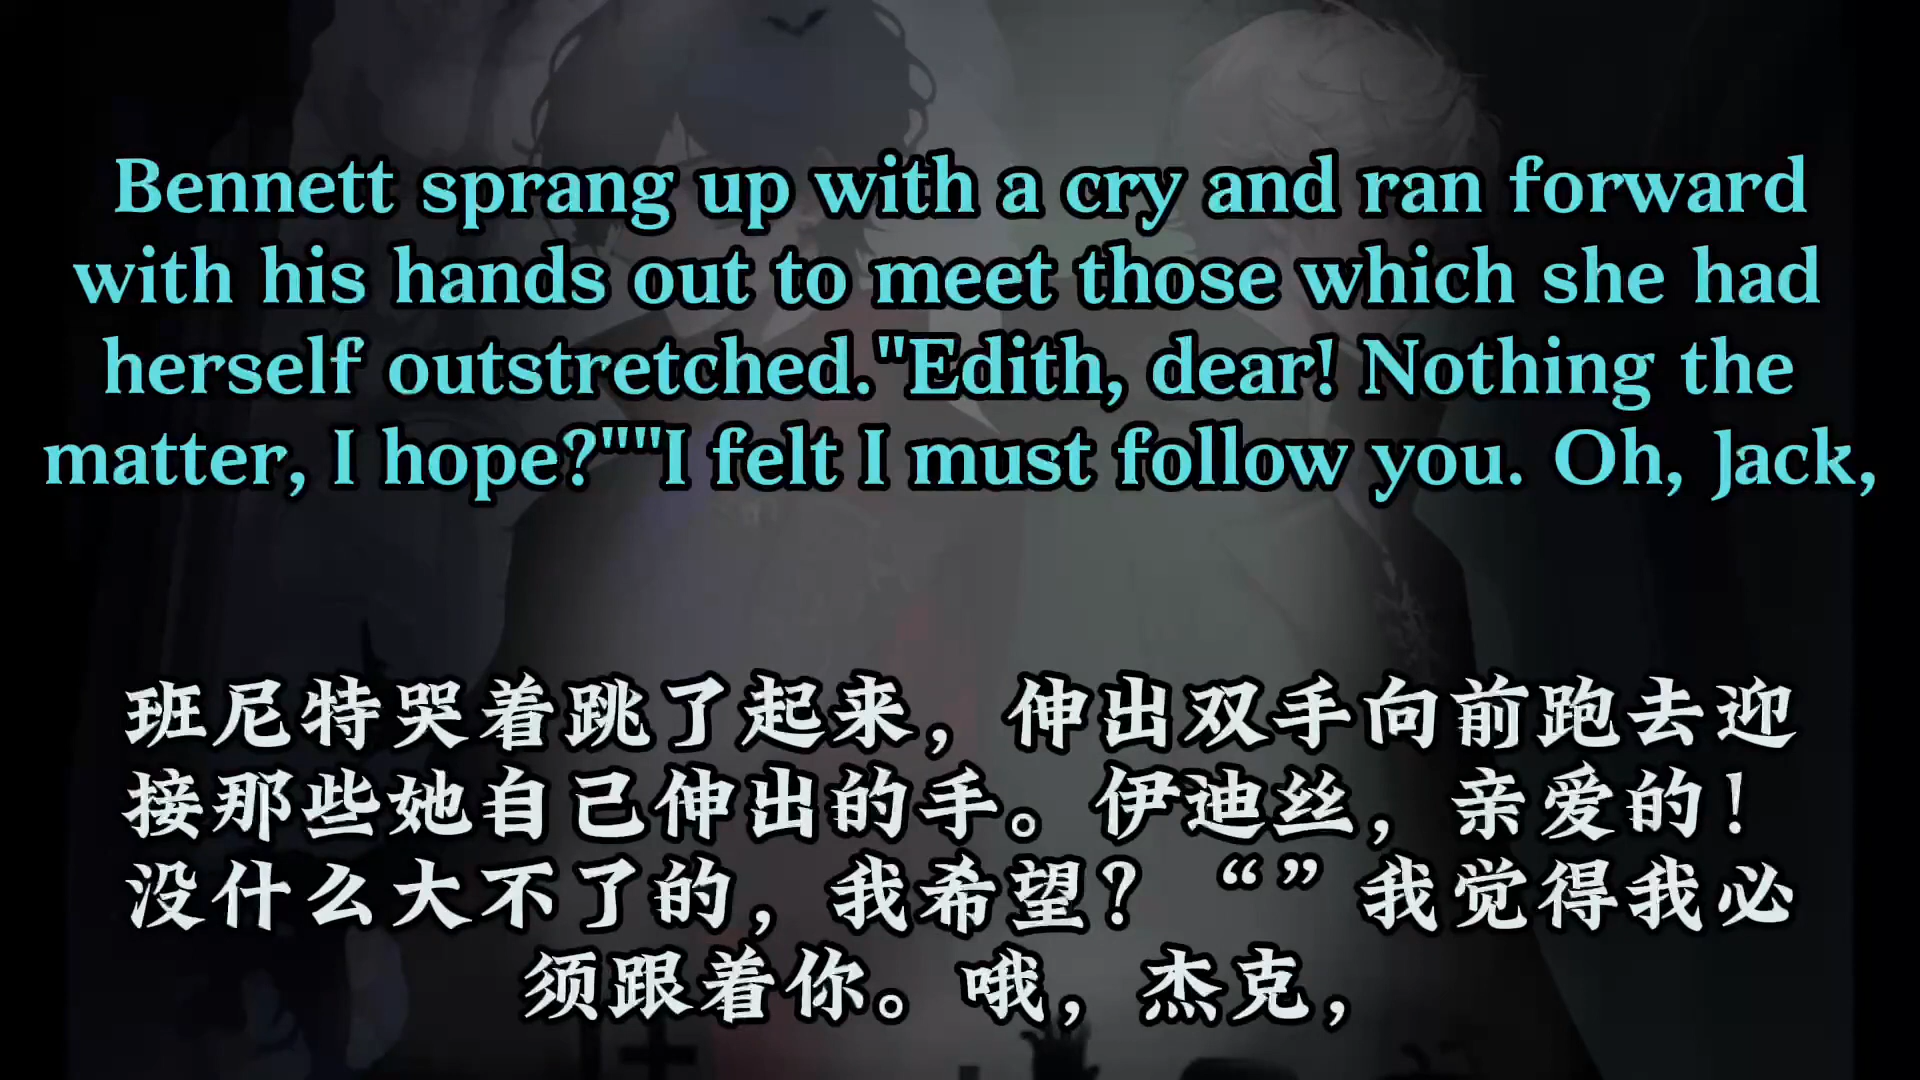 Bennett sprang up with a cry and ran forward
with his hands out to meet those which she had
herself outstretched."Edith, dear! Nothing the
matter, I hope?""I felt I must follow you. Oh, Jack,
班尼特哭着跳了起来，伸出双手向前跑去迎
接那些她自己伸出的手。伊迪丝，亲爱的！
没什么大不了的，我希望？“”我觉得我必
须跟着你。哦，杰克，